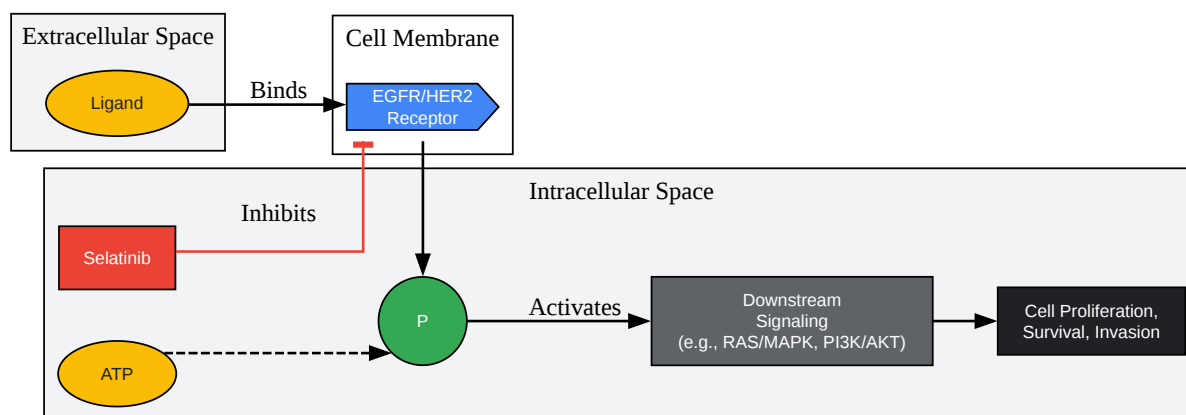 Extracellular Space
Ligand
Binds
Cell Membrane
EGFR/HER2
Receptor
Intracellular Space
Inhibits
Selatinib
ATP
P
Activates
Downstream
Signaling
(e.g., RAS/MAPK, PI3K/AKT)
Cell Proliferation,
Survival, Invasion